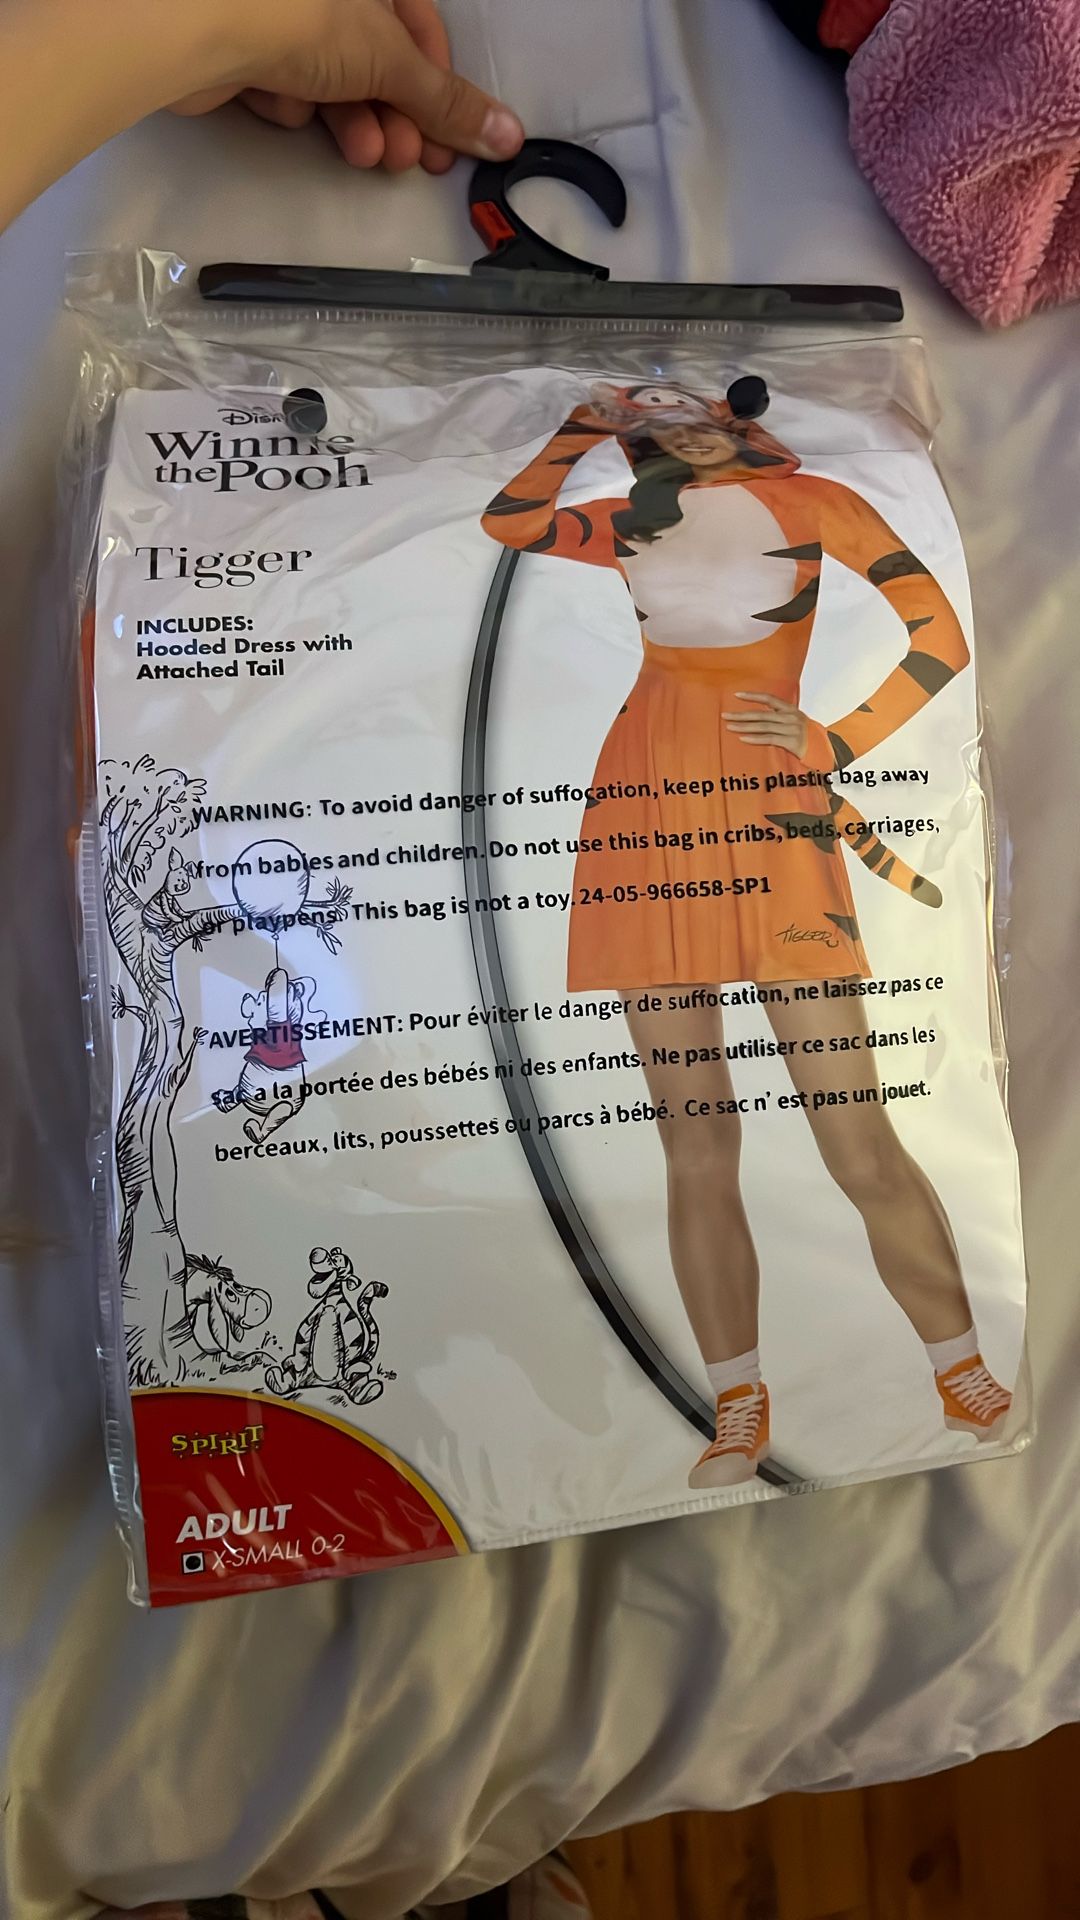 Disney
Winnie
the Pooh
Tigger
INCLUDES:
Hooded Dress with
Attached Tail
WARNING: To avoid danger of suffocation, keep this plastic bag away
from babies and children. Do not use this bag in cribs, beds, carriages,
or playpens. This bag is not a toy. 24-05-966658-SP1
TIGGER!
AVERTISSEMENT: Pour éviter le danger de suffocation, ne laissez pas ce
sac a la portée des bébés ni des enfants. Ne pas utiliser ce sac dans les
berceaux, lits, poussettes ou parcs à bébé. Ce sac n' est pas un jouet.
SPIRIT
ADULT
X-SMALL 0-2